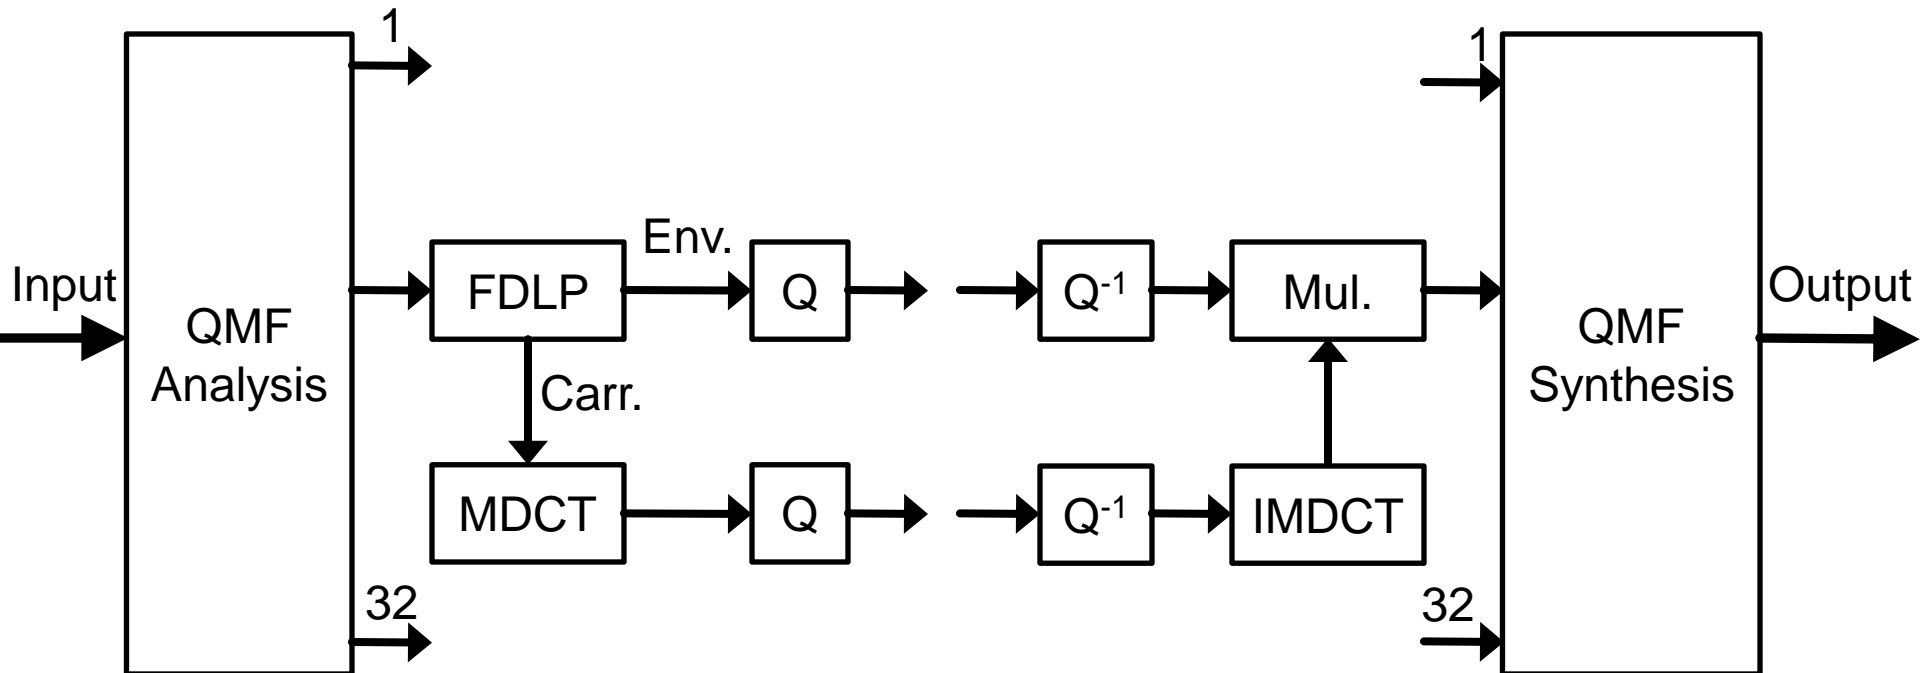 Input
QMF
Analysis
1
32
FDLP
Env.
Carr.
MDCT
Q
Q
Q-1
Q-1
Mul.
IMDCT
1
32
QMF
Synthesis
Output